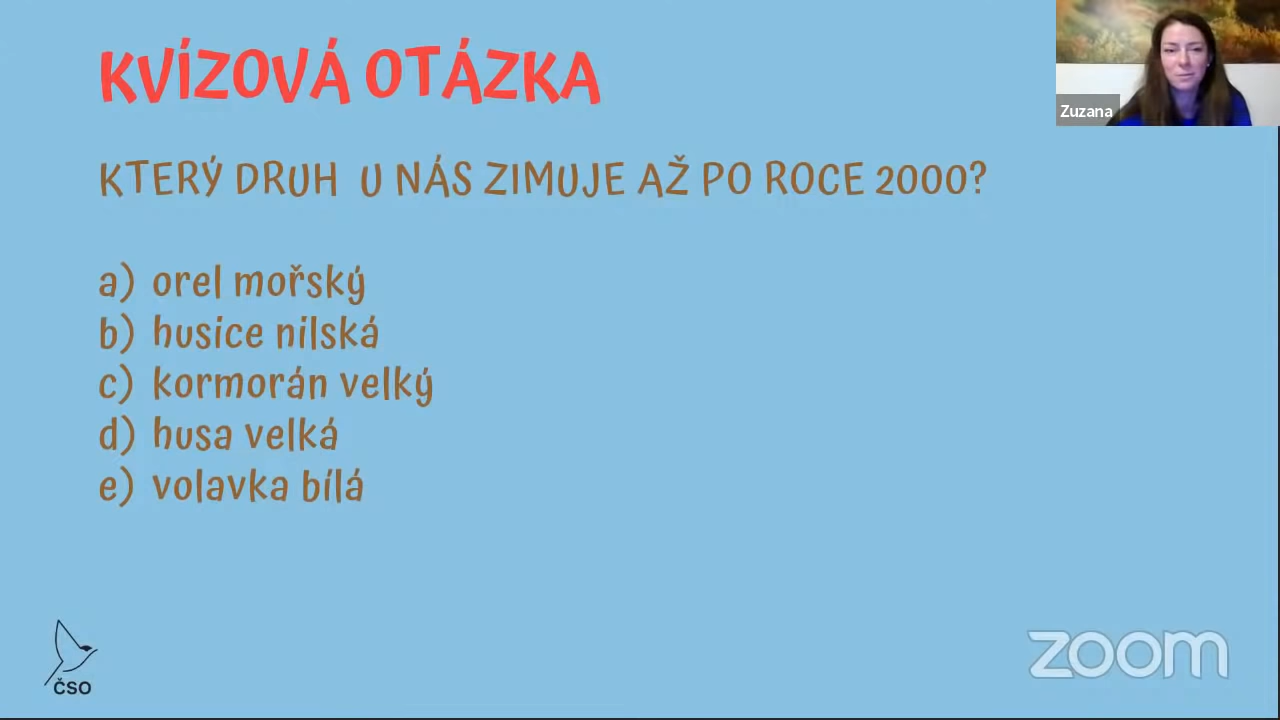 KVÍZOVÁ OTÁZKA
Zuzana
KTERÝ DRUH U NÁS ZIMUJE AŽ PO ROCE 2000?
a) orel mořský
b) husice nilská
c) kormorán velký
d) husa velká
e) volavka bílá
ČSO
zoom